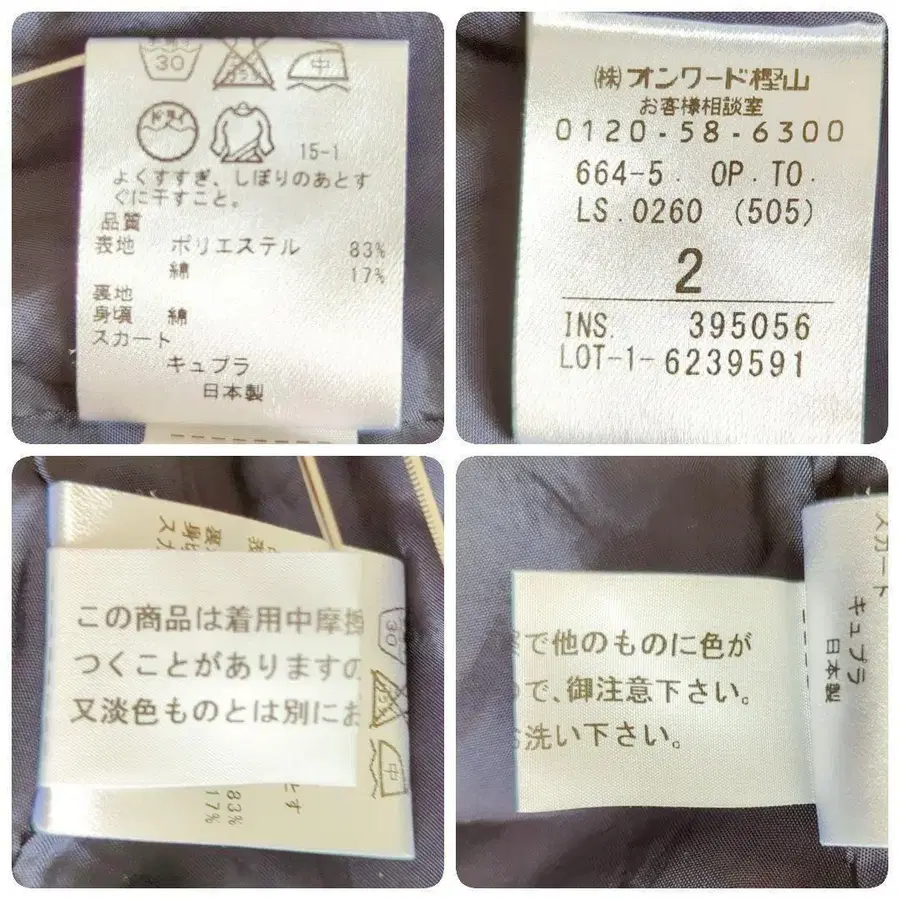 30
中
ドライ
15-1
よくすすぎ、しぼりのあとす
ぐに干すこと。
品質
表地 ポリエステル 83%
綿 17%
裏地
身頃 綿
スカート
キュプラ
日本製
(株)オンワード樫山
お客様相談室
0120-58-6300
664-5. OP.TO.
LS.0260 (505)
2
INS. 395056
LOT-1-6239591
この商品は着用中摩擦
つくことがありますの
又淡色ものとは別にお
30
中
83%
17%
で他のものに色が
で、御注意下さい。
お洗い下さい。
スカート
キュプラ
日本製